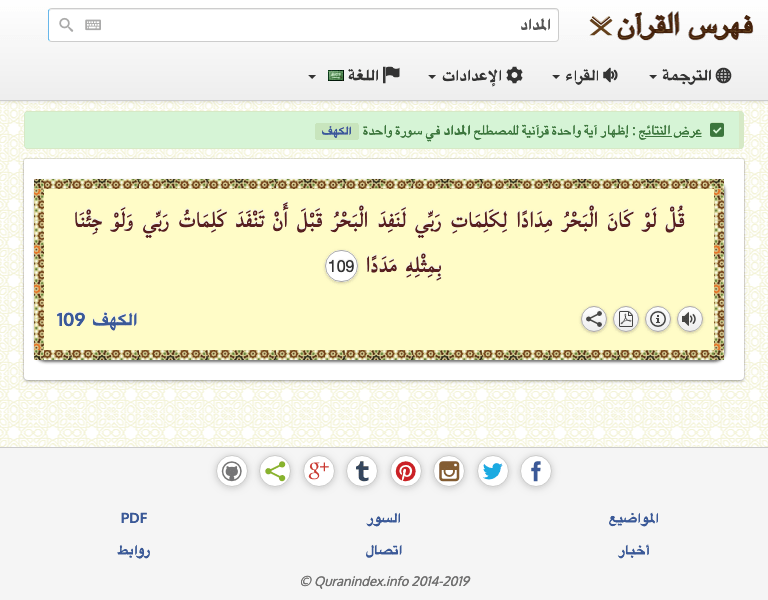 فهرس القرآن
المداد
الترجمة
القراء
الإعدادات
اللغة
عرض النتائج : إظهار آية واحدة قرآنية للمصطلح المداد في سورة واحدة الكهف
قُلْ لَوْ كَانَ الْبَحْرُ مِدَادًا لِكَلِمَاتِ رَبِّي لَنَفِدَ الْبَحْرُ قَبْلَ أَنْ تَنْفَدَ كَلِمَاتُ رَبِّي وَلَوْ جِئْنَا
بِمِثْلِهِ مَدَدًا 109
الكهف 109
المواضيع
السور
PDF
أخبار
اتصال
روابط
© Quranindex.info 2014-2019